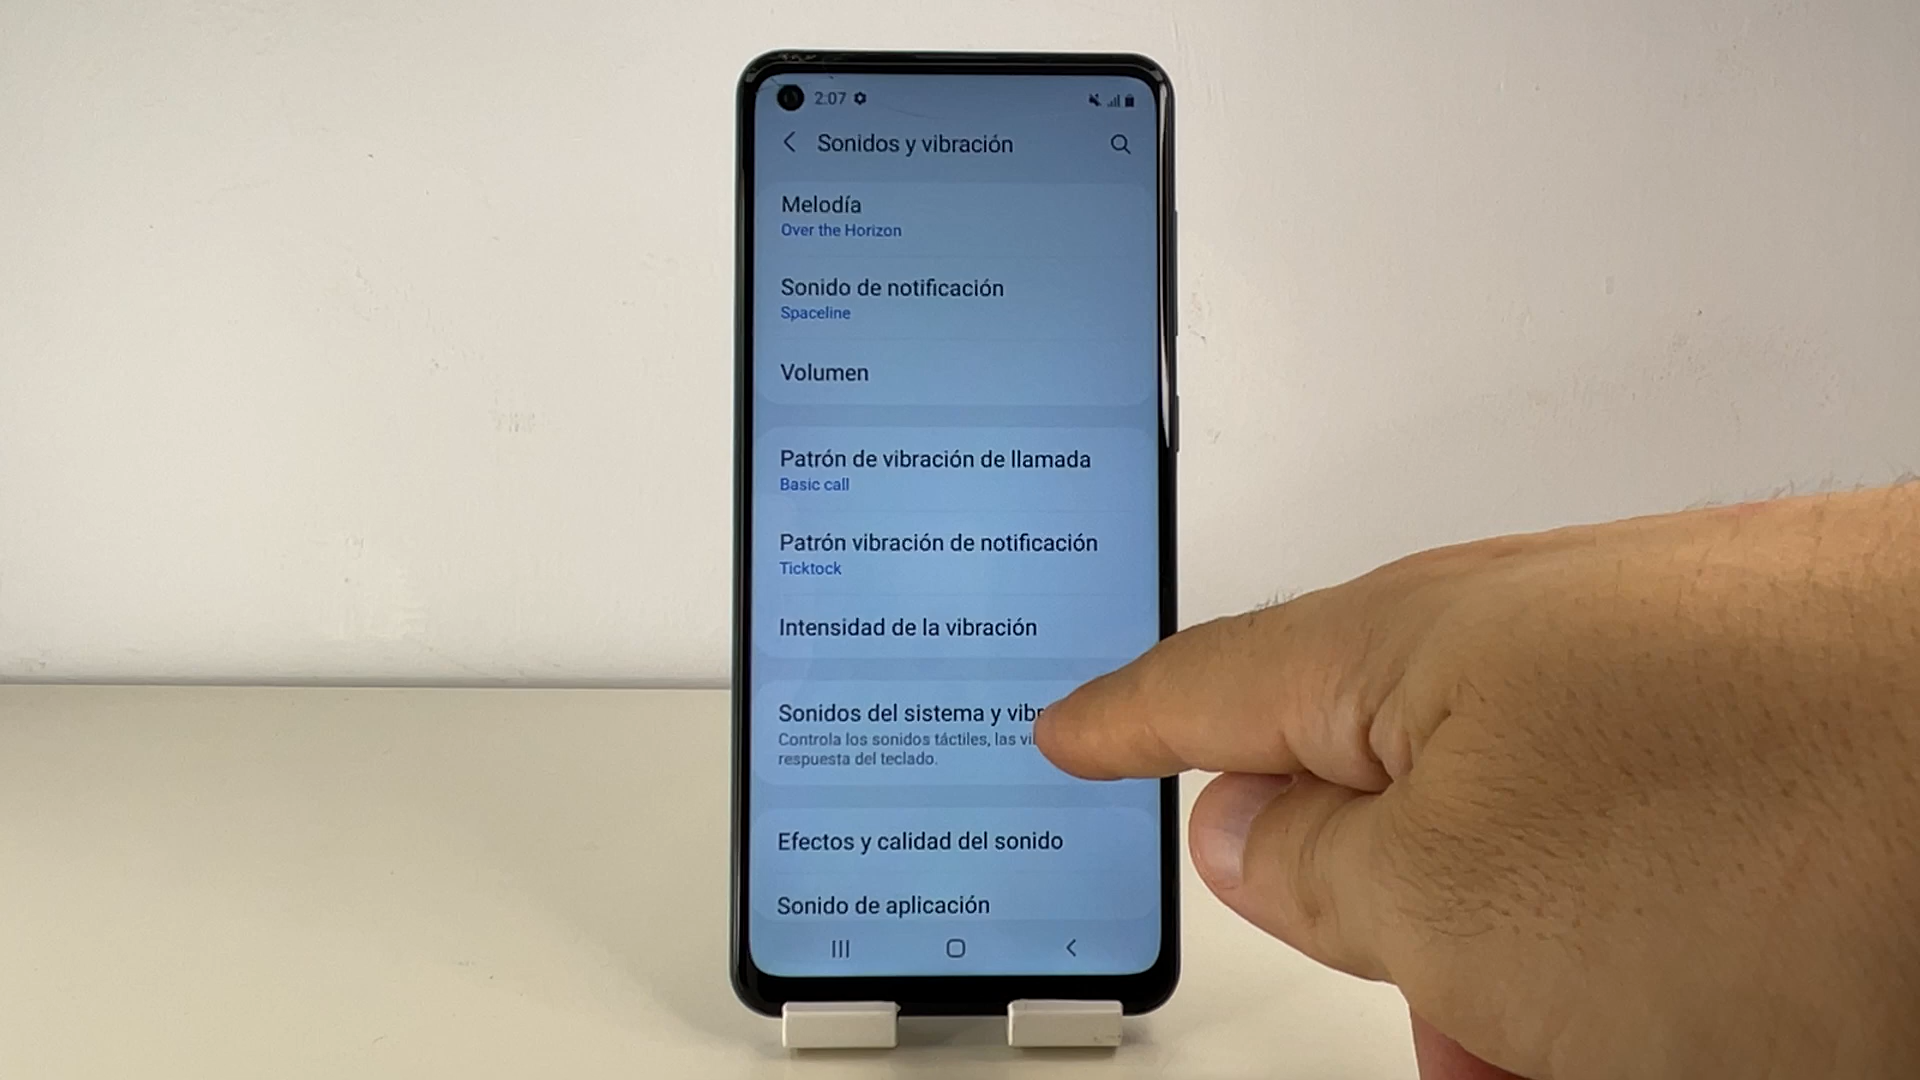 2:07
Sonidos y vibración
Melodía
Over the Horizon
Sonido de notificación
Spaceline
Volumen
Patrón de vibración de llamada
Basic call
Patrón vibración de notificación
Ticktock
Intensidad de la vibración
Sonidos del sistema y vibr
Controla los sonidos táctiles, las vi
respuesta del teclado.
Efectos y calidad del sonido
Sonido de aplicación